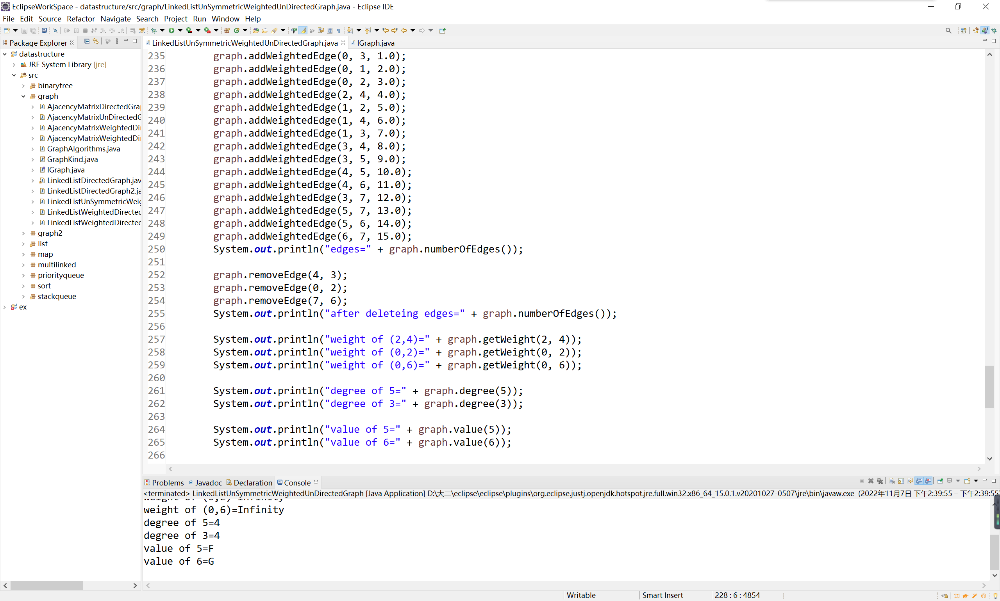 EclipseWorkSpace - datastructure/src/graph/LinkedListUnSymmetricWeightedUnDirectedGraph.java - Eclipse IDE
File Edit Source Refactor Navigate Search Project Run Window Help
Package Explorer
datastructure
JRE System Library [jre]
src
binarytree
graph
AjacencyMatrixDirectedGra
AjacencyMatrixUnDirectedG
AjacencyMatrixWeightedDi
AjacencyMatrixWeightedDi
GraphAlgorithms.java
GraphKind.java
IGraph.java
LinkedListDirectedGraph.jav
LinkedListDirectedGraph2.ja
LinkedListUnSymmetricWei
LinkedListWeightedDirected
LinkedListWeightedDirected
graph2
list
map
multilinked
priorityqueue
sort
stackqueue
ex
LinkedListUnSymmetricWeightedUnDirectedGraph.java IGraph.java
235 graph.addWeightedEdge(0, 3, 1.0);
236 graph.addWeightedEdge(0, 1, 2.0);
237 graph.addWeightedEdge(0, 2, 3.0);
238 graph.addWeightedEdge(2, 4, 4.0);
239 graph.addWeightedEdge(1, 2, 5.0);
240 graph.addWeightedEdge(1, 4, 6.0);
241 graph.addWeightedEdge(1, 3, 7.0);
242 graph.addWeightedEdge(3, 4, 8.0);
243 graph.addWeightedEdge(3, 5, 9.0);
244 graph.addWeightedEdge(4, 5, 10.0);
245 graph.addWeightedEdge(4, 6, 11.0);
246 graph.addWeightedEdge(3, 7, 12.0);
247 graph.addWeightedEdge(5, 7, 13.0);
248 graph.addWeightedEdge(5, 6, 14.0);
249 graph.addWeightedEdge(6, 7, 15.0);
250 System.out.println("edges=" + graph.numberOfEdges());
251
252 graph.removeEdge(4, 3);
253 graph.removeEdge(0, 2);
254 graph.removeEdge(7, 6);
255 System.out.println("after deleteing edges=" + graph.numberOfEdges());
256
257 System.out.println("weight of (2,4)=" + graph.getWeight(2, 4));
258 System.out.println("weight of (0,2)=" + graph.getWeight(0, 2));
259 System.out.println("weight of (0,6)=" + graph.getWeight(0, 6));
260
261 System.out.println("degree of 5=" + graph.degree(5));
262 System.out.println("degree of 3=" + graph.degree(3));
263
264 System.out.println("value of 5=" + graph.value(5));
265 System.out.println("value of 6=" + graph.value(6));
266
Problems Javadoc Declaration Console
<terminated> LinkedListUnSymmetricWeightedUnDirectedGraph [Java Application] D:\大二\eclipse\eclipse\plugins\org.eclipse.justj.openjdk.hotspot.jre.full.win32.x86_64_15.0.1.v20201027-0507\jre\bin\javaw.exe (2022年11月7日 下午2:39:55 – 下午2:39:55)
weight of (0,2)=Infinity
weight of (0,6)=Infinity
degree of 5=4
degree of 3=4
value of 5=F
value of 6=G
Writable Smart Insert 228 : 6 : 4854